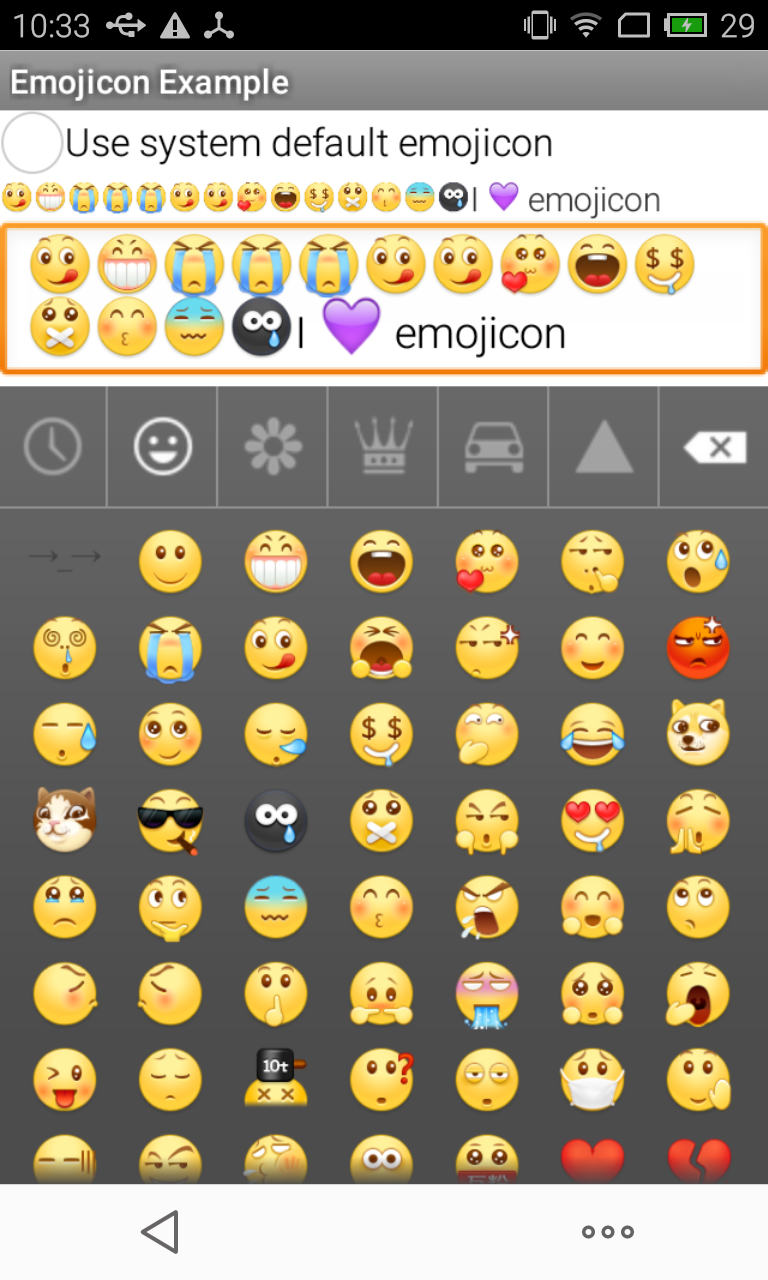 10:33 29
Emojicon Example
Use system default emojicon
I 💜 emojicon
I 💜 emojicon
→_→
10t